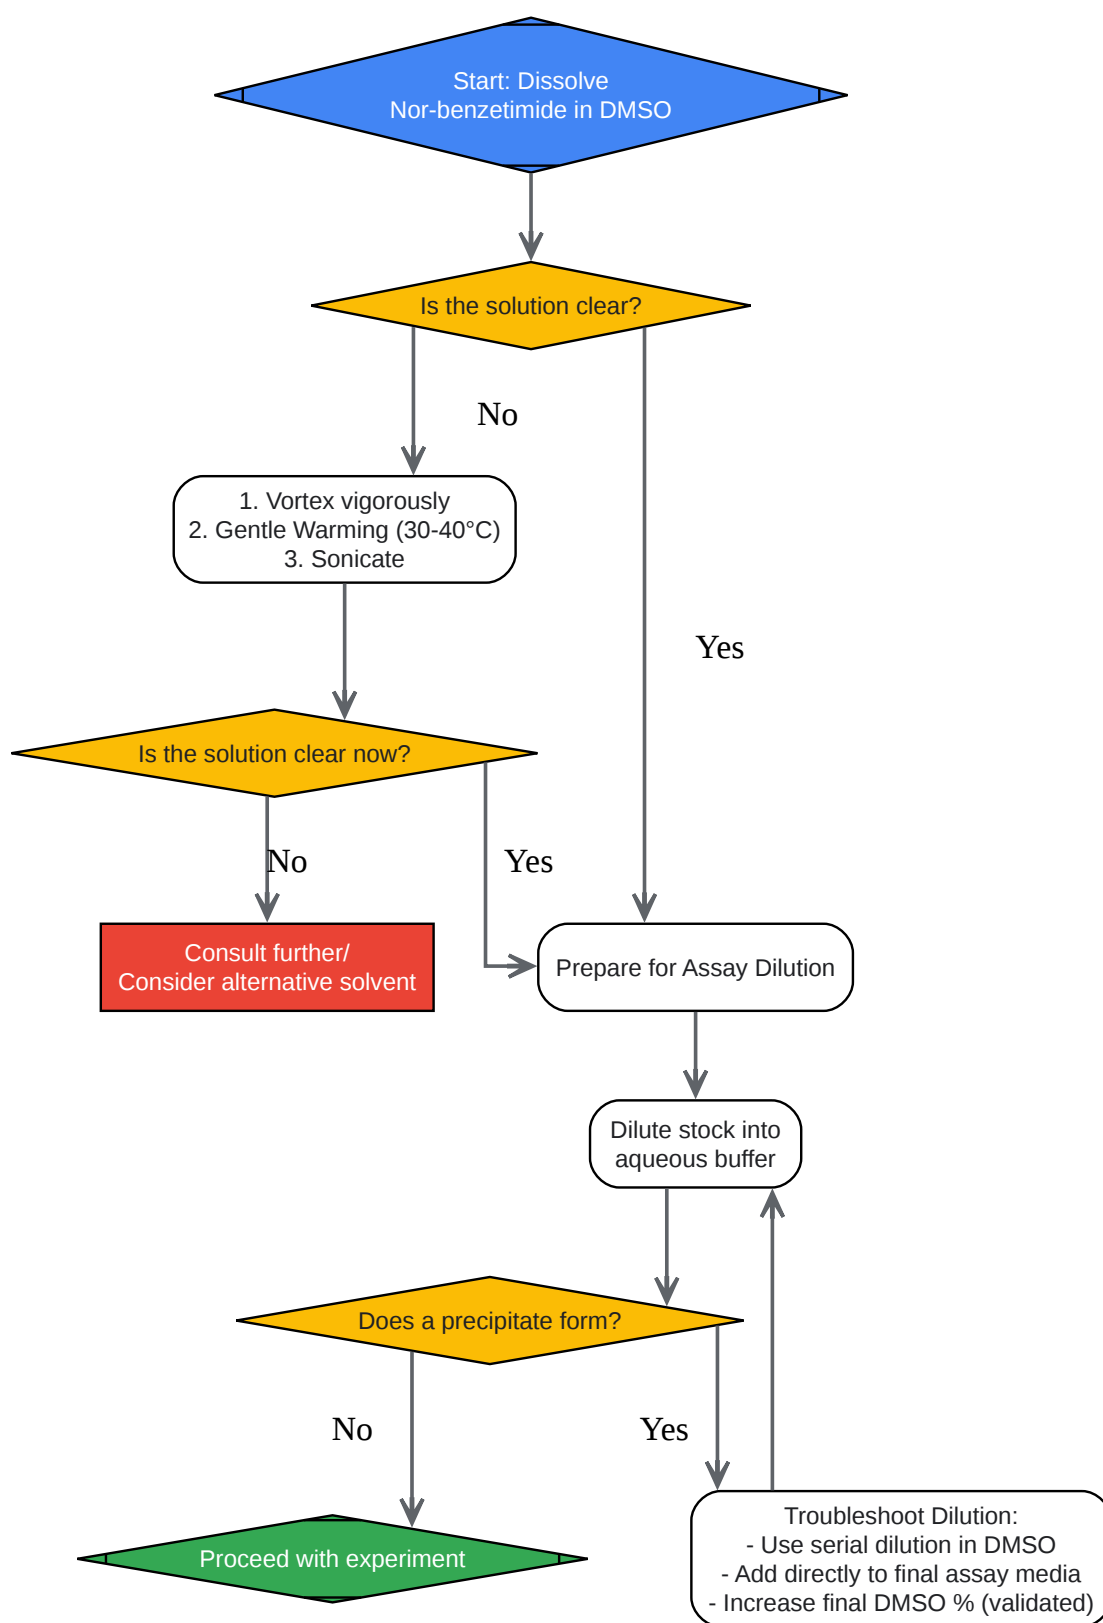 Start: Dissolve
Nor-benzetimide in DMSO
Is the solution clear?
No
1. Vortex vigorously
2. Gentle Warming (30-40°C)
3. Sonicate
Yes
Is the solution clear now?
No
Yes
Consult further/
Consider alternative solvent
Prepare for Assay Dilution
Dilute stock into
aqueous buffer
Does a precipitate form?
No
Yes
Proceed with experiment
Troubleshoot Dilution:
- Use serial dilution in DMSO
- Add directly to final assay media
- Increase final DMSO % (validated)